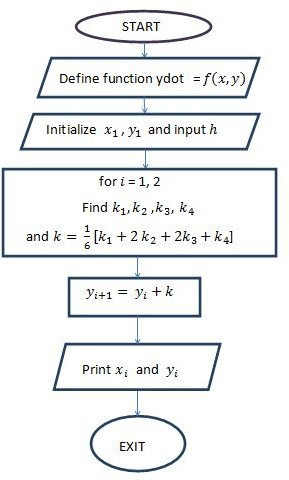 START
Define function ydot = f(x,y)
Initialize x₁, y₁ and input h
for i = 1, 2
Find k₁, k₂ ,k₃, k₄
and k = 1/6 [k₁ + 2 k₂ + 2k₃ + k₄]
yᵢ₊₁ = yᵢ + k
Print xᵢ and yᵢ
EXIT